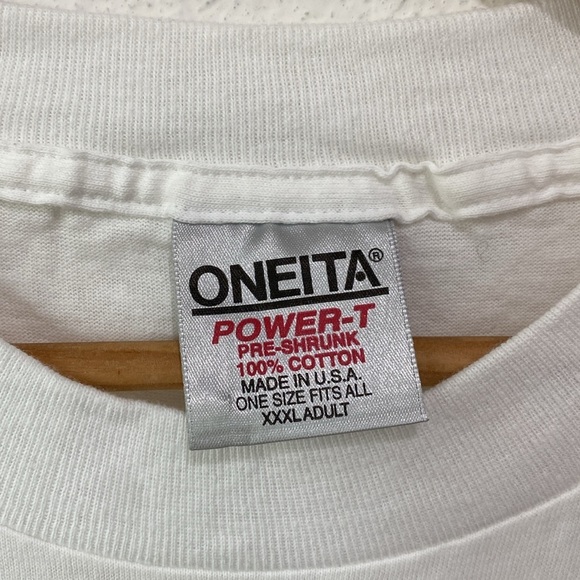 ONEITA®
POWER-T
PRE-SHRUNK
100% COTTON
MADE IN U.S.A.
ONE SIZE FITS ALL
XXXL ADULT